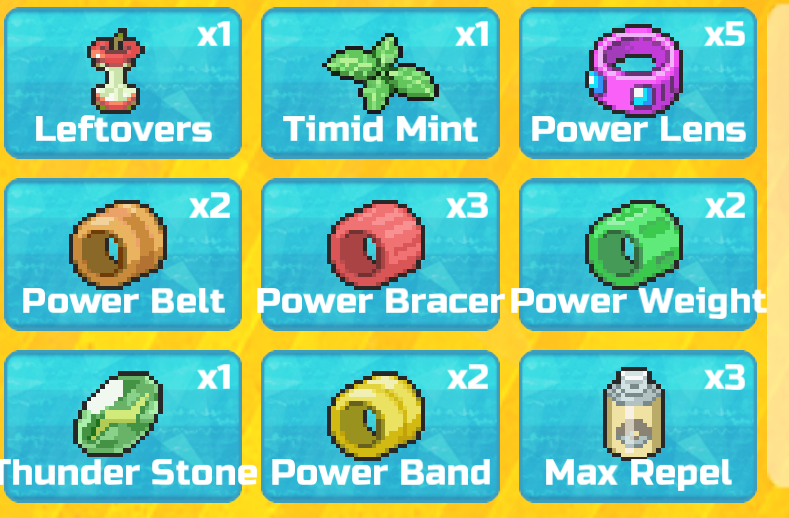 x1
Leftovers
x1
Timid Mint
x5
Power Lens
x2
Power Belt
x3
Power Bracer
x2
Power Weight
x1
Thunder Stone
x2
Power Band
x3
Max Repel